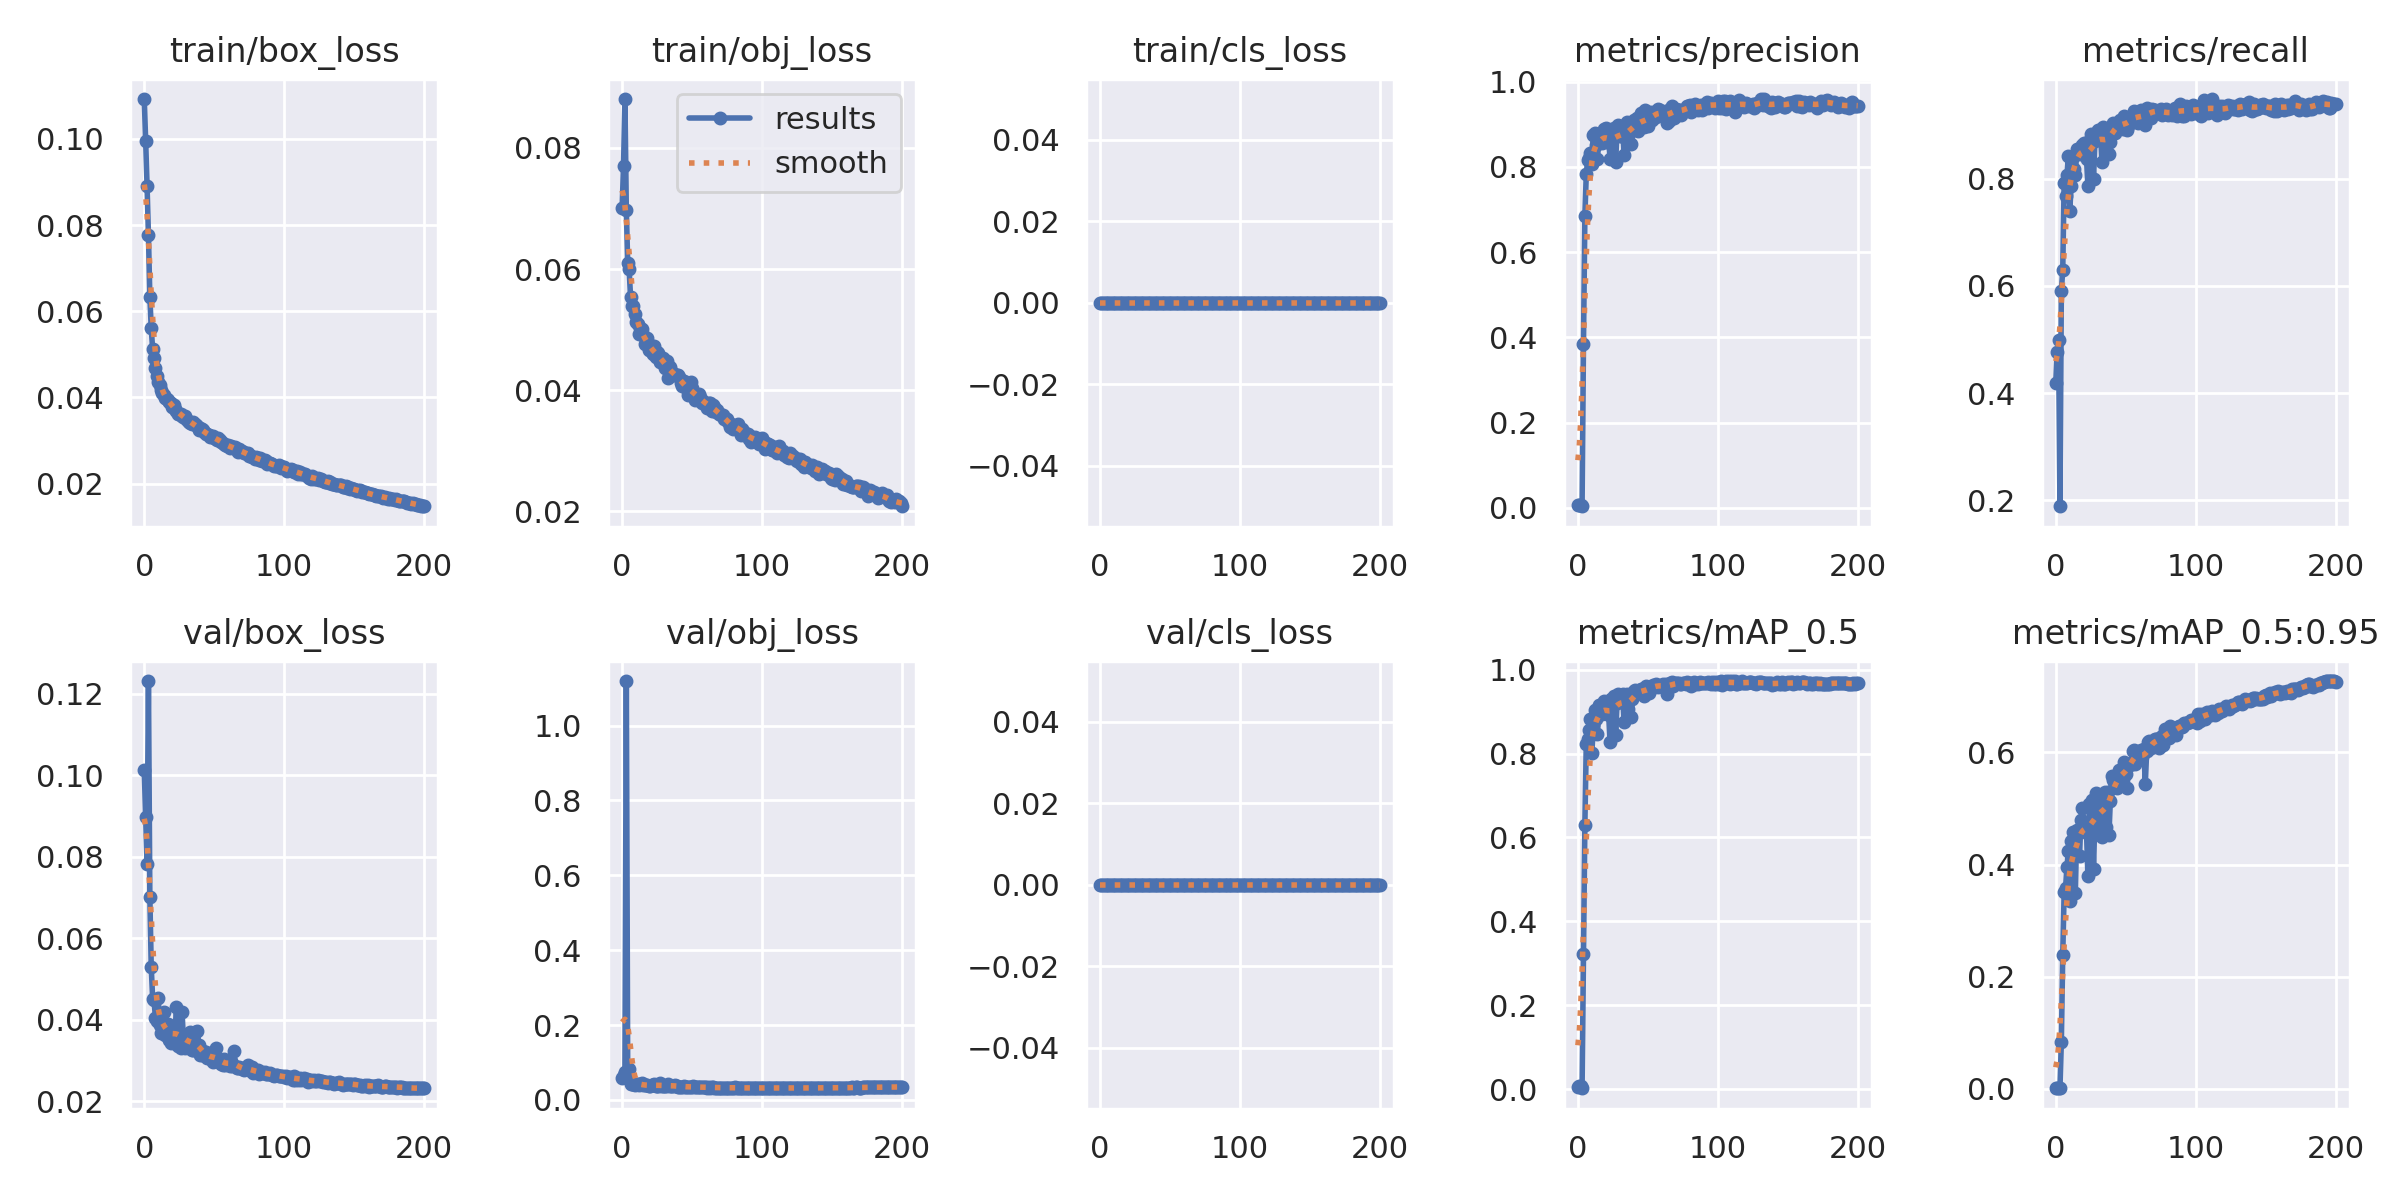 train/box_loss
train/obj_loss
train/cls_loss
metrics/precision
metrics/recall
0.10
0.08
0.06
0.04
0.02
0 100 200
results
smooth
0.08
0.06
0.04
0.02
0 100 200
0.04
0.02
0.00
−0.02
−0.04
0 100 200
1.0
0.8
0.6
0.4
0.2
0.0
0 100 200
0.8
0.6
0.4
0.2
0 100 200
val/box_loss
val/obj_loss
val/cls_loss
metrics/mAP_0.5
metrics/mAP_0.5:0.95
0.12
0.10
0.08
0.06
0.04
0.02
0 100 200
1.0
0.8
0.6
0.4
0.2
0.0
0 100 200
0.04
0.02
0.00
−0.02
−0.04
0 100 200
1.0
0.8
0.6
0.4
0.2
0.0
0 100 200
0.6
0.4
0.2
0.0
0 100 200